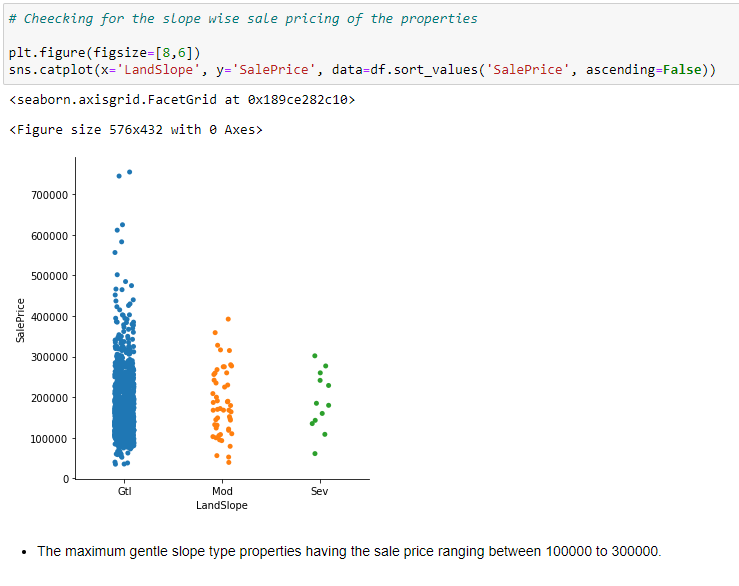 # Cheecking for the slope wise sale pricing of the properties
plt.figure(figsize=[8,6])
sns.catplot(x='LandSlope', y='SalePrice', data=df.sort_values('SalePrice', ascending=False))
<seaborn.axisgrid.FacetGrid at 0x189ce282c10>
<Figure size 576x432 with 0 Axes>
700000
600000
500000
400000
300000
200000
100000
0
SalePrice
Gtl Mod Sev
LandSlope
• The maximum gentle slope type properties having the sale price ranging between 100000 to 300000.